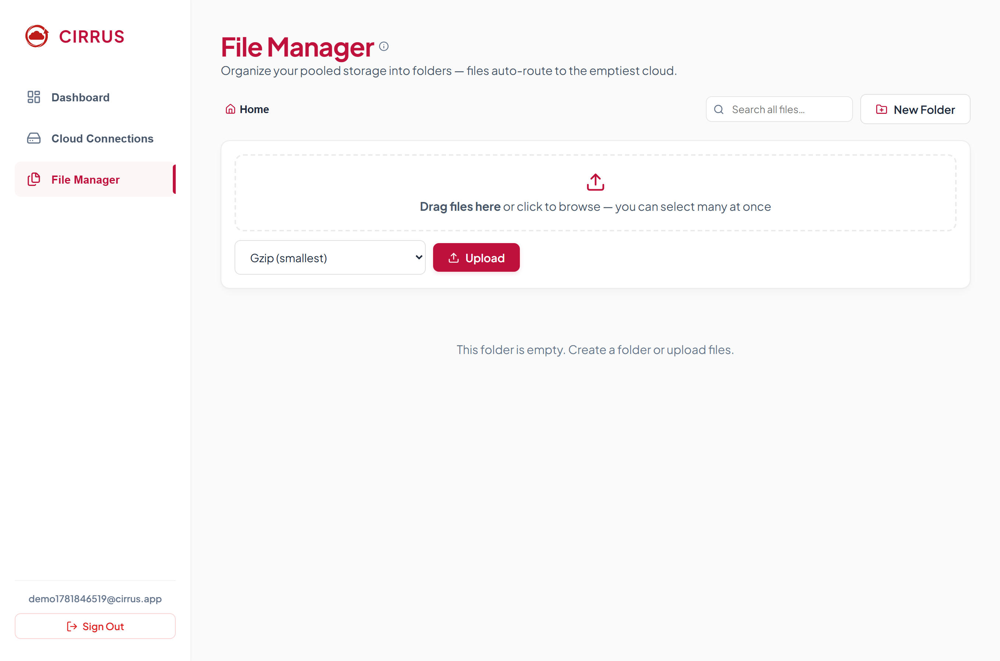 CIRRUS
Dashboard
Cloud Connections
File Manager
demo1781846519@cirrus.app
Sign Out
File Manager
Organize your pooled storage into folders — files auto-route to the emptiest cloud.
Home
Search all files...
New Folder
Drag files here or click to browse — you can select many at once
Gzip (smallest)
Upload
This folder is empty. Create a folder or upload files.